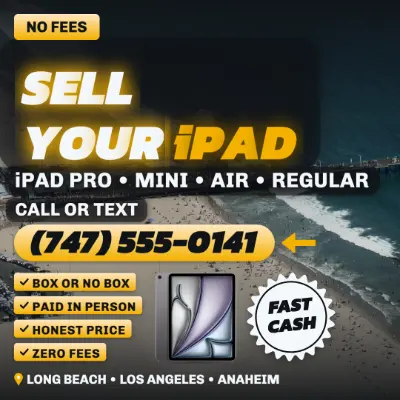 NO FEES
SELL
YOUR iPAD
iPAD PRO • MINI • AIR • REGULAR
CALL OR TEXT
(747) 555-0141
BOX OR NO BOX
PAID IN PERSON
HONEST PRICE
ZERO FEES
FAST
CASH
LONG BEACH • LOS ANGELES • ANAHEIM